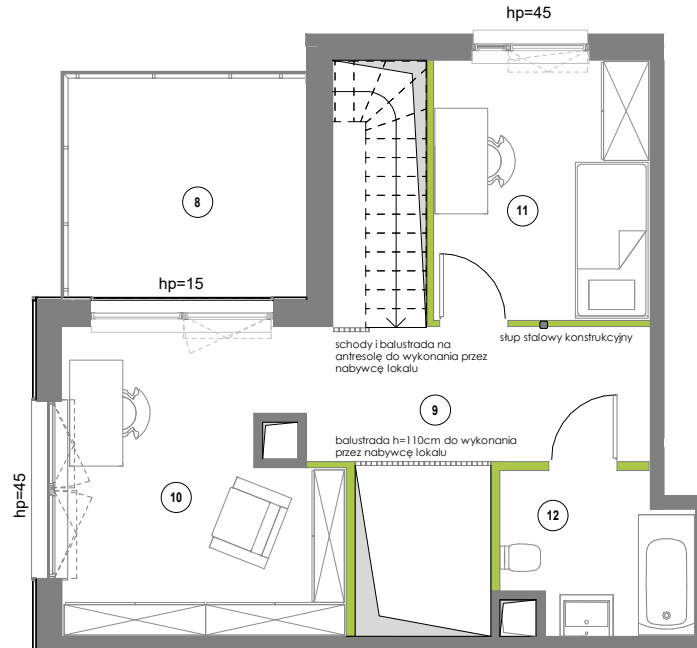 hp=45
11
8
hp=15
schody i balustrada na
antresolę do wykonania przez
nabywcę lokalu
słup stalowy konstrukcyjny
9
balustrada h=110cm do wykonania
przez nabywcę lokalu
hp=45
10
12